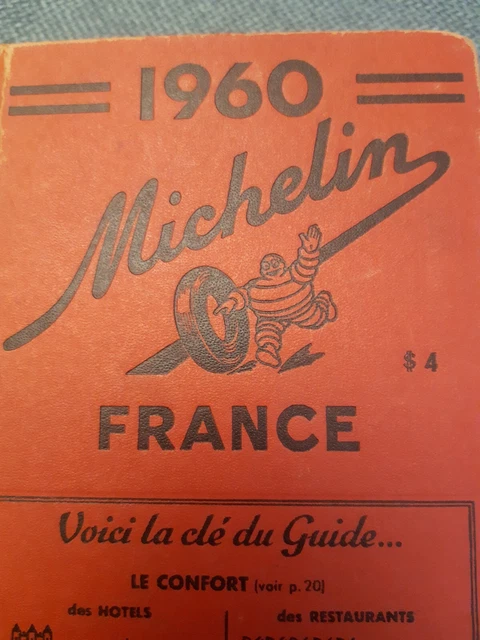 1960
Michelin
$ 4
FRANCE
Voici la clé du Guide...
LE CONFORT (voir p. 20)
des HOTELS
des RESTAURANTS